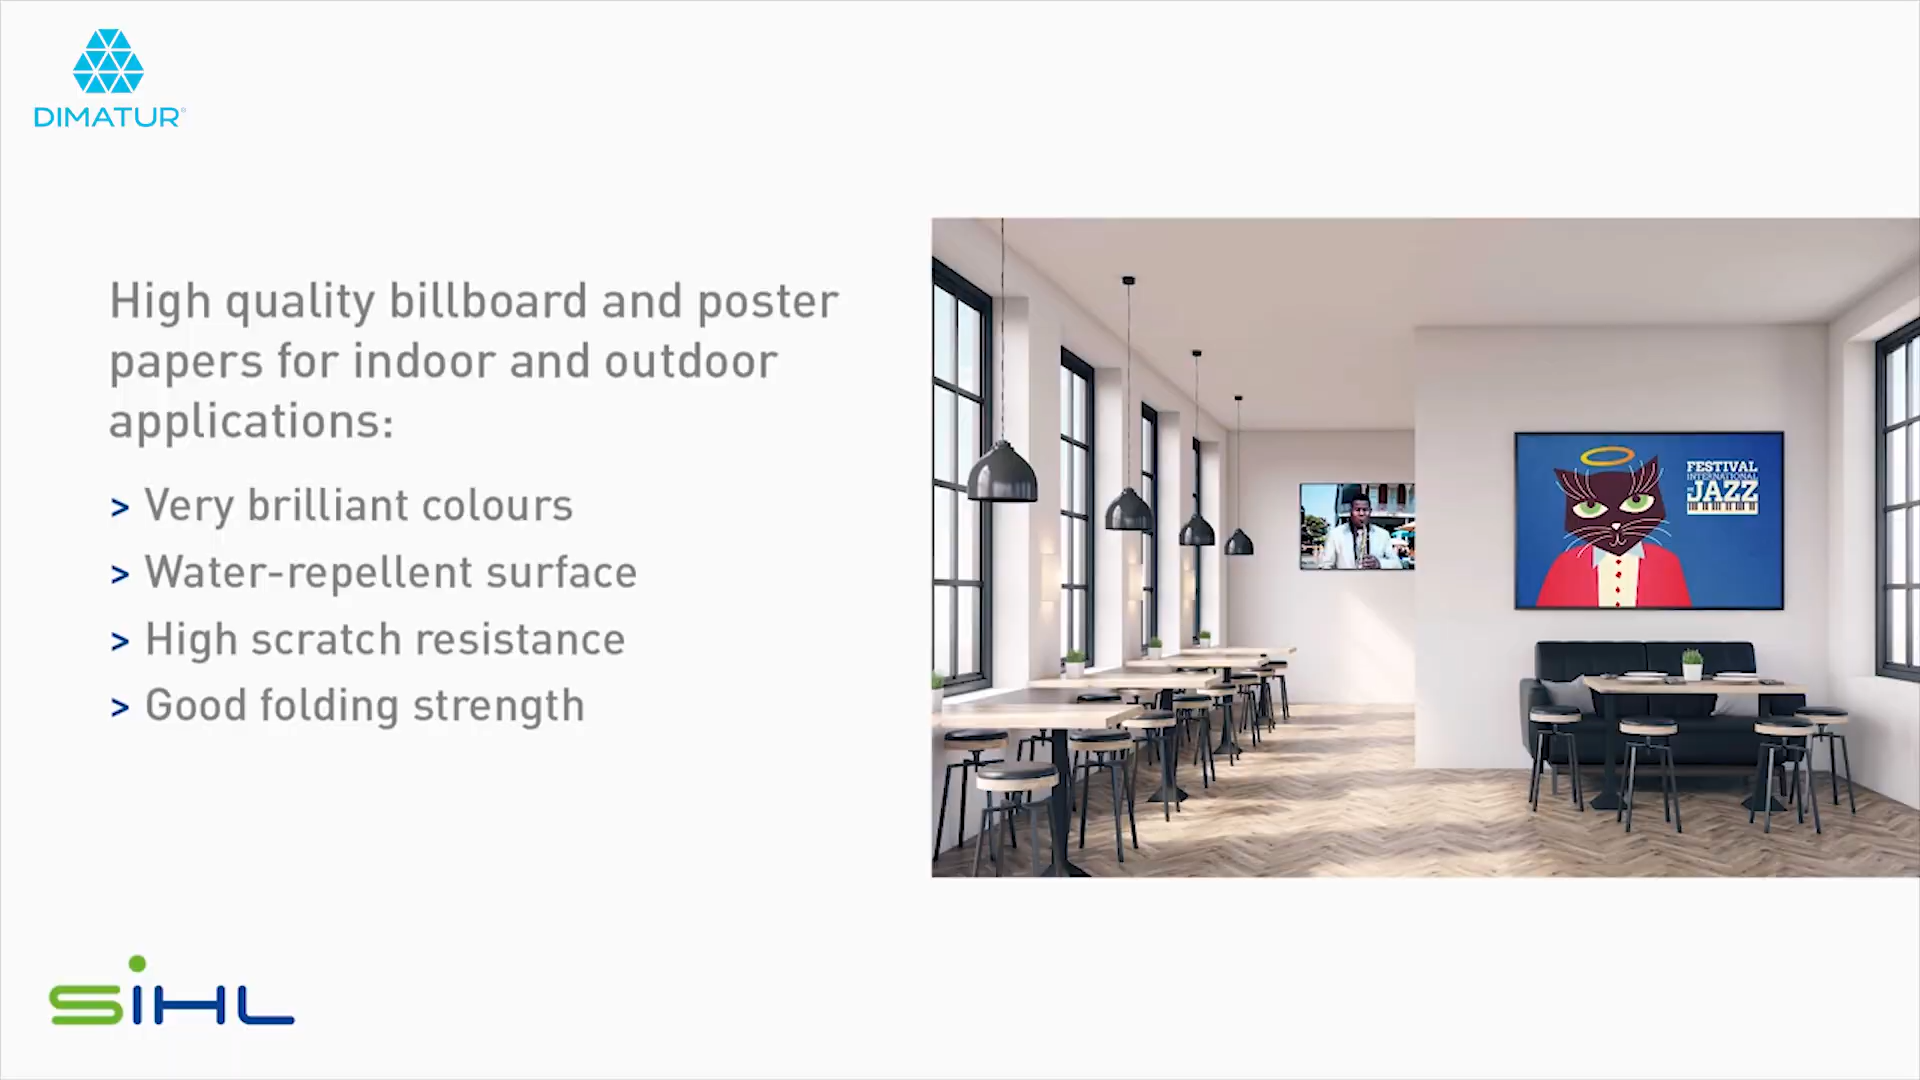 DIMATUR®
High quality billboard and poster
papers for indoor and outdoor
applications:
> Very brilliant colours
> Water-repellent surface
> High scratch resistance
> Good folding strength
FESTIVAL
INTERNATIONAL
JAZZ
SIHL